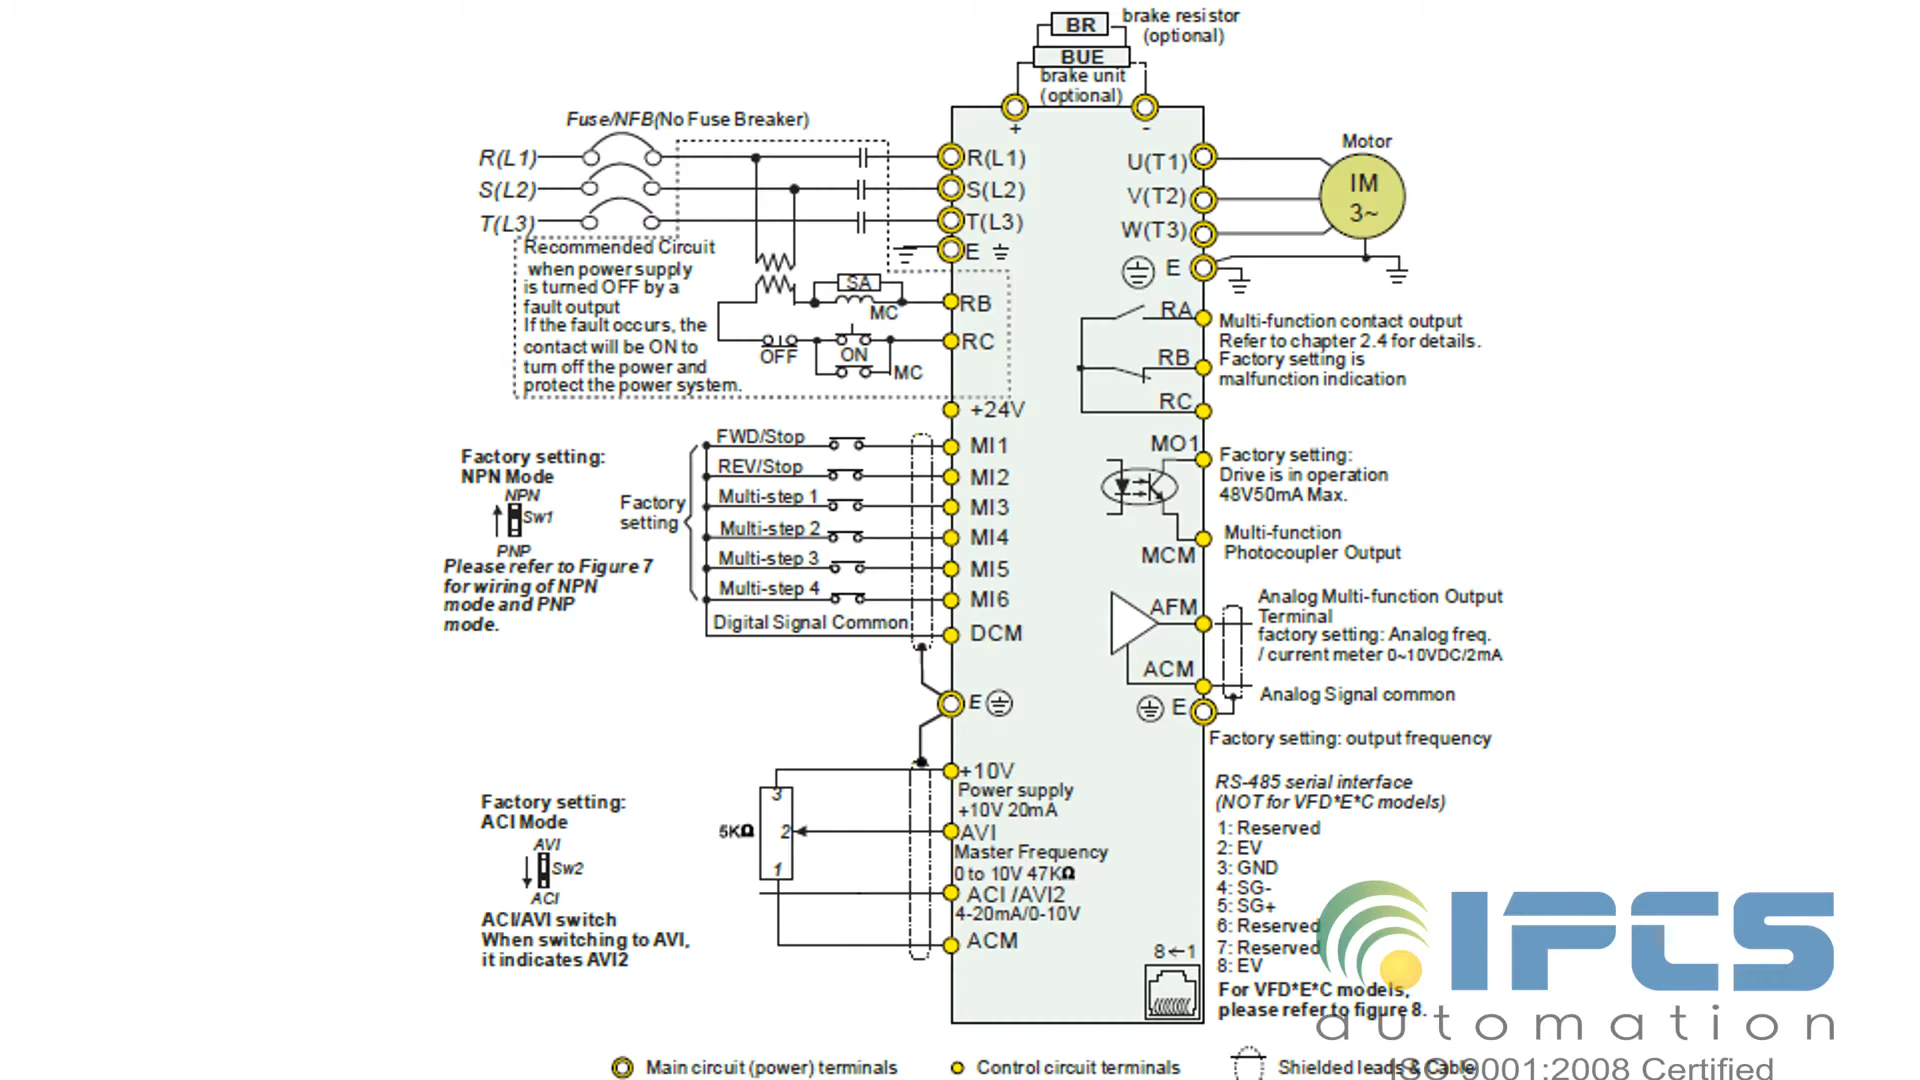 BR
brake resistor
(optional)
BUE
brake unit
(optional)
+
-
Fuse/NFB(No Fuse Breaker)
R(L1)
S(L2)
T(L3)
R(L1)
S(L2)
T(L3)
E
Recommended Circuit
when power supply
is turned OFF by a
fault output
If the fault occurs, the
contact will be ON to
turn off the power and
protect the power system.
SA
MC
OFF
ON
MC
RB
RC
+24V
U(T1)
V(T2)
W(T3)
E
Motor
IM
3~
RA
RB
RC
Multi-function contact output
Refer to chapter 2.4 for details.
Factory setting is
malfunction indication
Factory setting:
NPN Mode
NPN
Sw1
PNP
Please refer to Figure 7
for wiring of NPN
mode and PNP
mode.
Factory
setting
FWD/Stop
REV/Stop
Multi-step 1
Multi-step 2
Multi-step 3
Multi-step 4
Digital Signal Common
MI1
MI2
MI3
MI4
MI5
MI6
DCM
E
MO1
MCM
Factory setting:
Drive is in operation
48V50mA Max.
Multi-function
Photocoupler Output
AFM
ACM
E
Analog Multi-function Output
Terminal
factory setting: Analog freq.
/ current meter 0~10VDC/2mA
Analog Signal common
Factory setting: output frequency
Factory setting:
ACI Mode
AVI
Sw2
ACI
ACI/AVI switch
When switching to AVI,
it indicates AVI2
5KΩ
3
2
1
+10V
Power supply
+10V 20mA
AVI
Master Frequency
0 to 10V 47KΩ
ACI /AVI2
4-20mA/0-10V
ACM
8←1
RS-485 serial interface
(NOT for VFD*E*C models)
1: Reserved
2: EV
3: GND
4: SG-
5: SG+
6: Reserved
7: Reserved
8: EV
For VFD*E*C models,
please refer to figure 8.
IPCS
automation
ISO 9001:2008 Certified
Main circuit (power) terminals
Control circuit terminals
Shielded leads & Cable